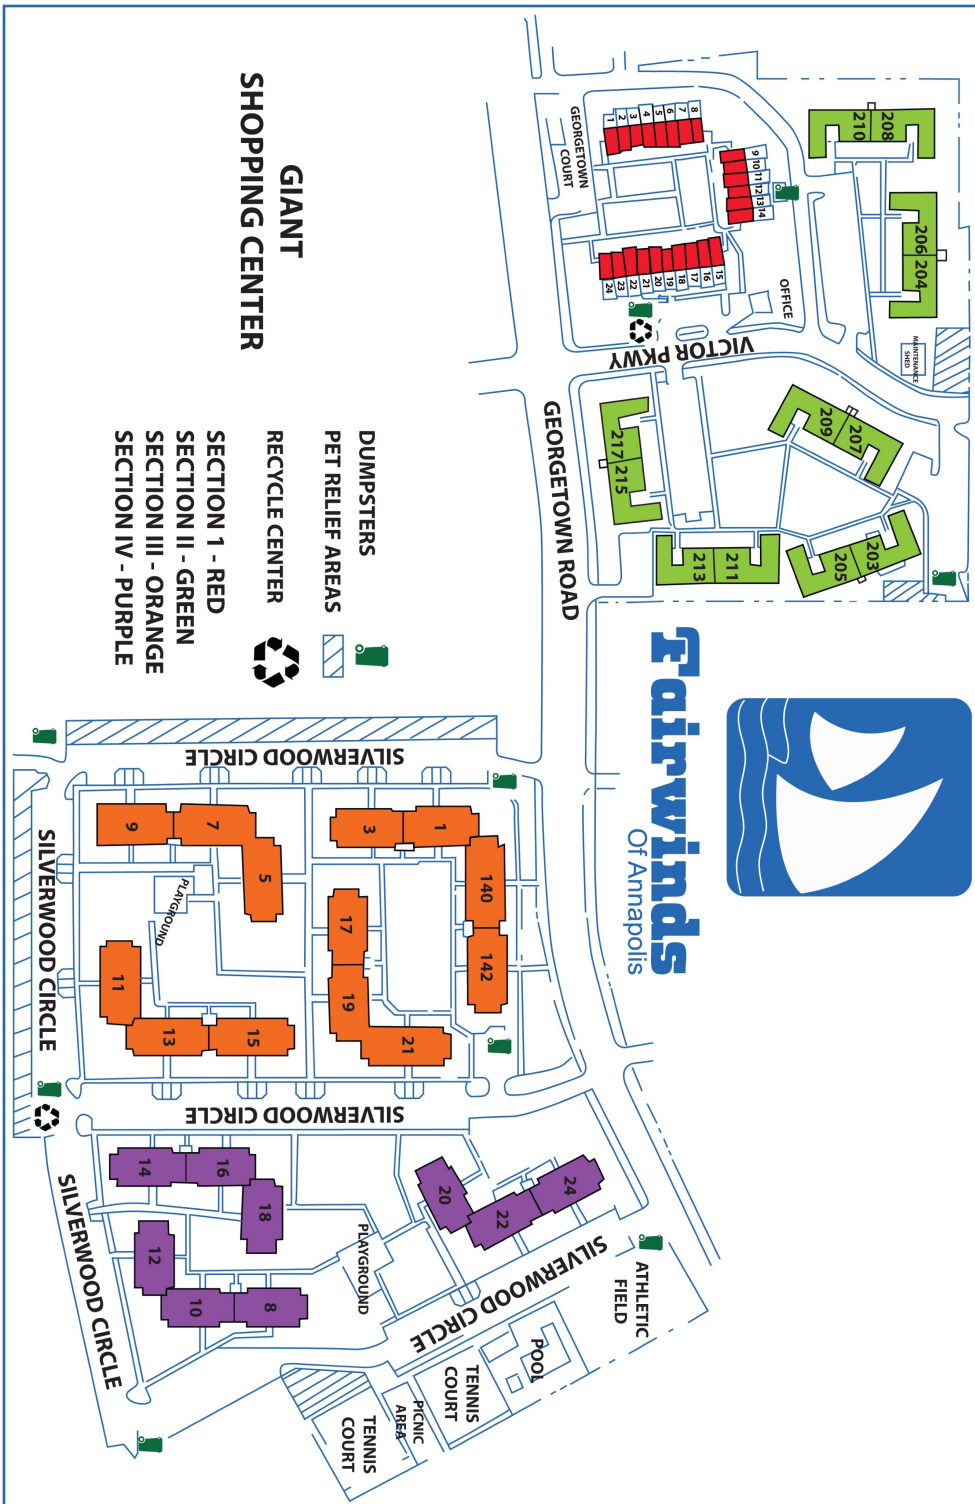 Fairwinds
Of Annapolis
208
210
206
204
MAINTENANCE
SHED
OFFICE
VICTOR PKWY
GEORGETOWN
COURT
1
2
3
4
5
6
7
8
9
10
11
12
13
14
15
16
17
18
19
20
21
22
23
24
207
209
203
205
211
213
217
215
GEORGETOWN ROAD
GIANT
SHOPPING CENTER
DUMPSTERS
PET RELIEF AREAS
RECYCLE CENTER
SECTION 1 - RED
SECTION II - GREEN
SECTION III - ORANGE
SECTION IV - PURPLE
SILVERWOOD CIRCLE
140
142
1
3
5
7
9
17
19
21
PLAYGROUND
11
13
15
SILVERWOOD CIRCLE
SILVERWOOD CIRCLE
24
22
20
16
14
18
12
10
8
PLAYGROUND
SILVERWOOD CIRCLE
SILVERWOOD CIRCLE
ATHLETIC
FIELD
POOL
TENNIS
COURT
PICNIC
AREA
TENNIS
COURT